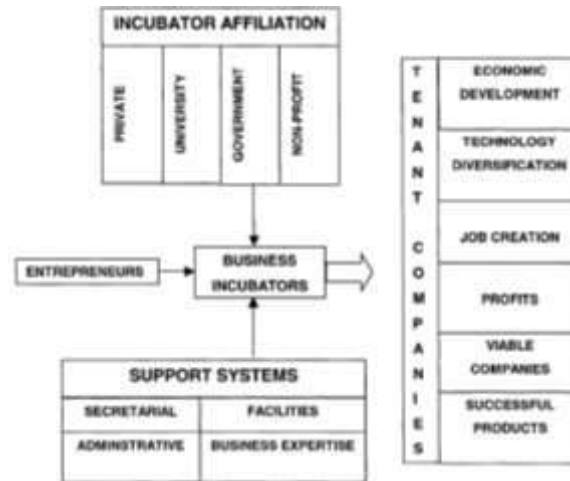 INCUBATOR AFFILIATION
PRIVATE
UNIVERSITY
GOVERNMENT
NON-PROFIT
ENTREPRENEURS
BUSINESS
INCUBATORS
SUPPORT SYSTEMS
SECRETARIAL
FACILITIES
ADMINSTRATIVE
BUSINESS EXPERTISE
TENANT COMPANIES
ECONOMIC
DEVELOPMENT
TECHNOLOGY
DIVERSIFICATION
JOB CREATION
PROFITS
VIABLE
COMPANIES
SUCCESSFUL
PRODUCTS